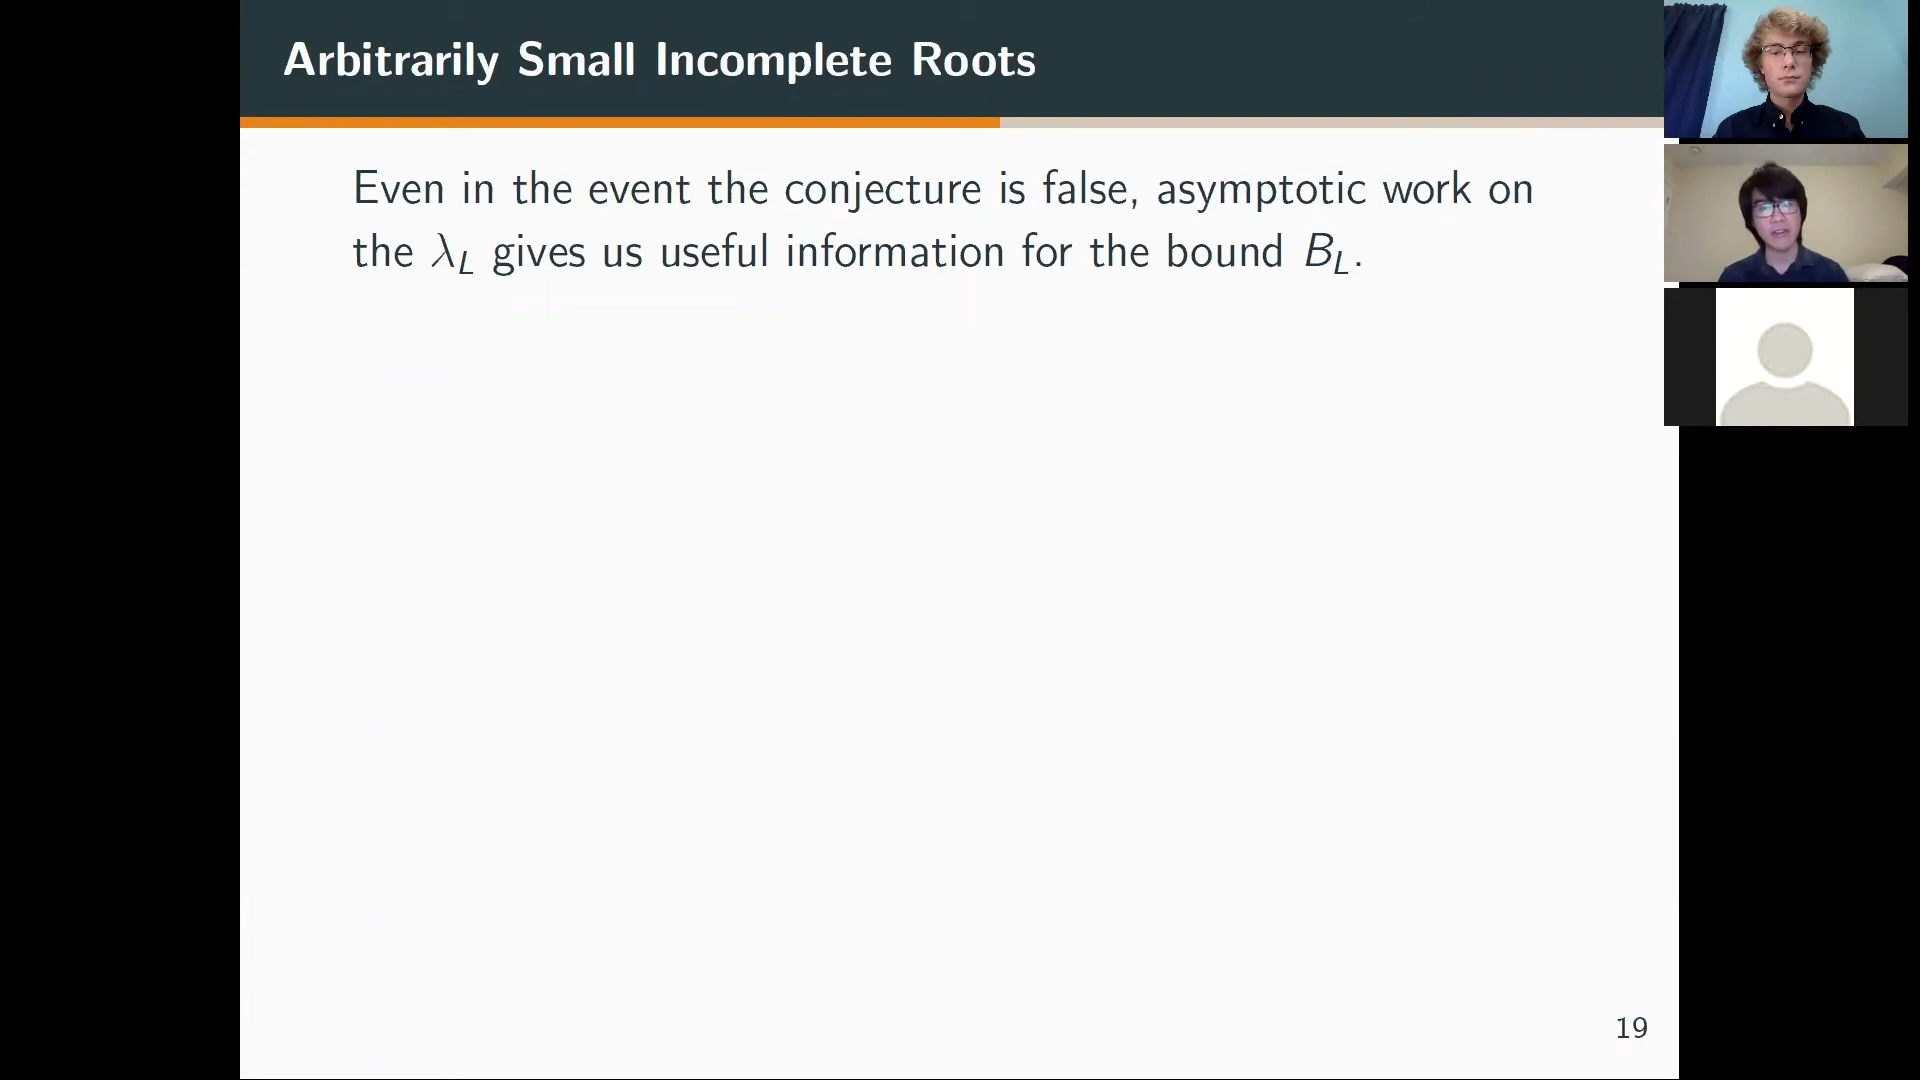 Arbitrarily Small Incomplete Roots
Even in the event the conjecture is false, asymptotic work on
the λ_L gives us useful information for the bound B_L.
19